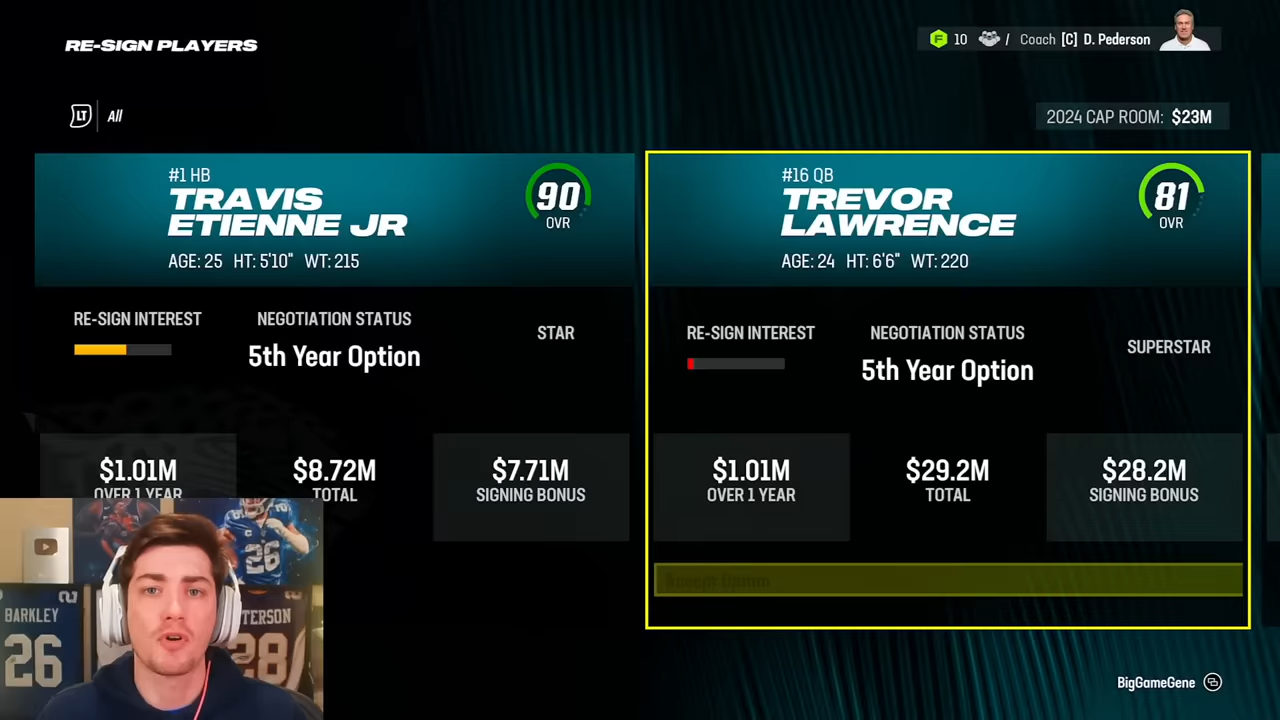 RE-SIGN PLAYERS
F 10 / Coach [C] D. Pederson
LT All
2024 CAP ROOM: $23M
#1 HB
TRAVIS
ETIENNE JR
90
OVR
AGE: 25 HT: 5'10" WT: 215
RE-SIGN INTEREST
NEGOTIATION STATUS
5th Year Option
STAR
$1.01M
OVER 1 YEAR
$8.72M
TOTAL
$7.71M
SIGNING BONUS
#16 QB
TREVOR
LAWRENCE
81
OVR
AGE: 24 HT: 6'6" WT: 220
RE-SIGN INTEREST
NEGOTIATION STATUS
5th Year Option
SUPERSTAR
$1.01M
OVER 1 YEAR
$29.2M
TOTAL
$28.2M
SIGNING BONUS
Accept Option
26
BARKLEY
26
TERSON
28
BigGameGene